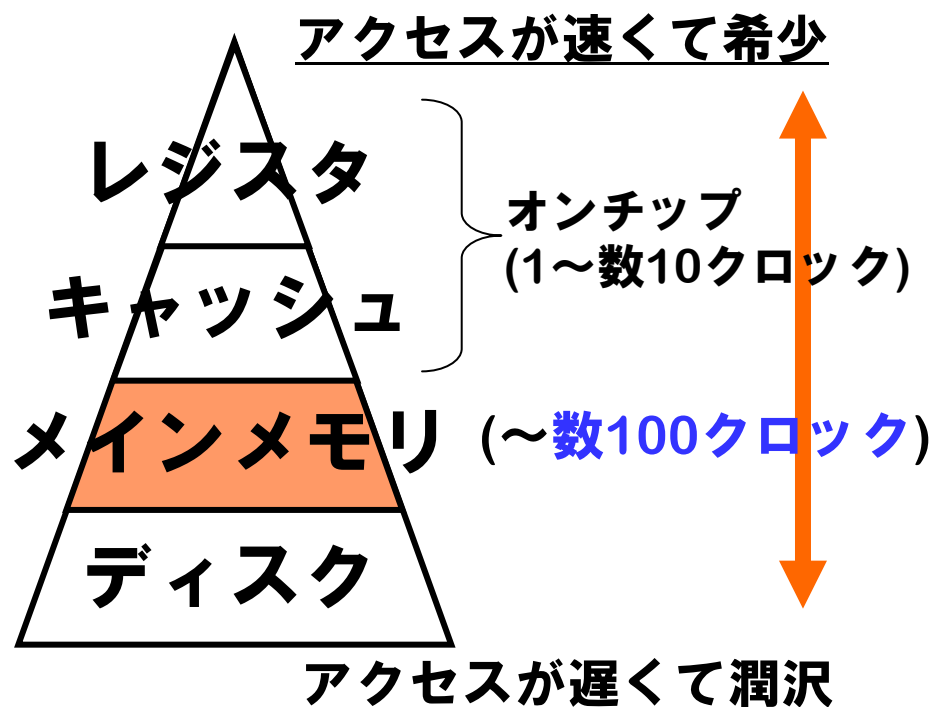 アクセスが速くて希少
レジスタ
オンチップ
(1～数10クロック)
キャッシュ
メインメモリ (～数100クロック)
ディスク
アクセスが遅くて潤沢